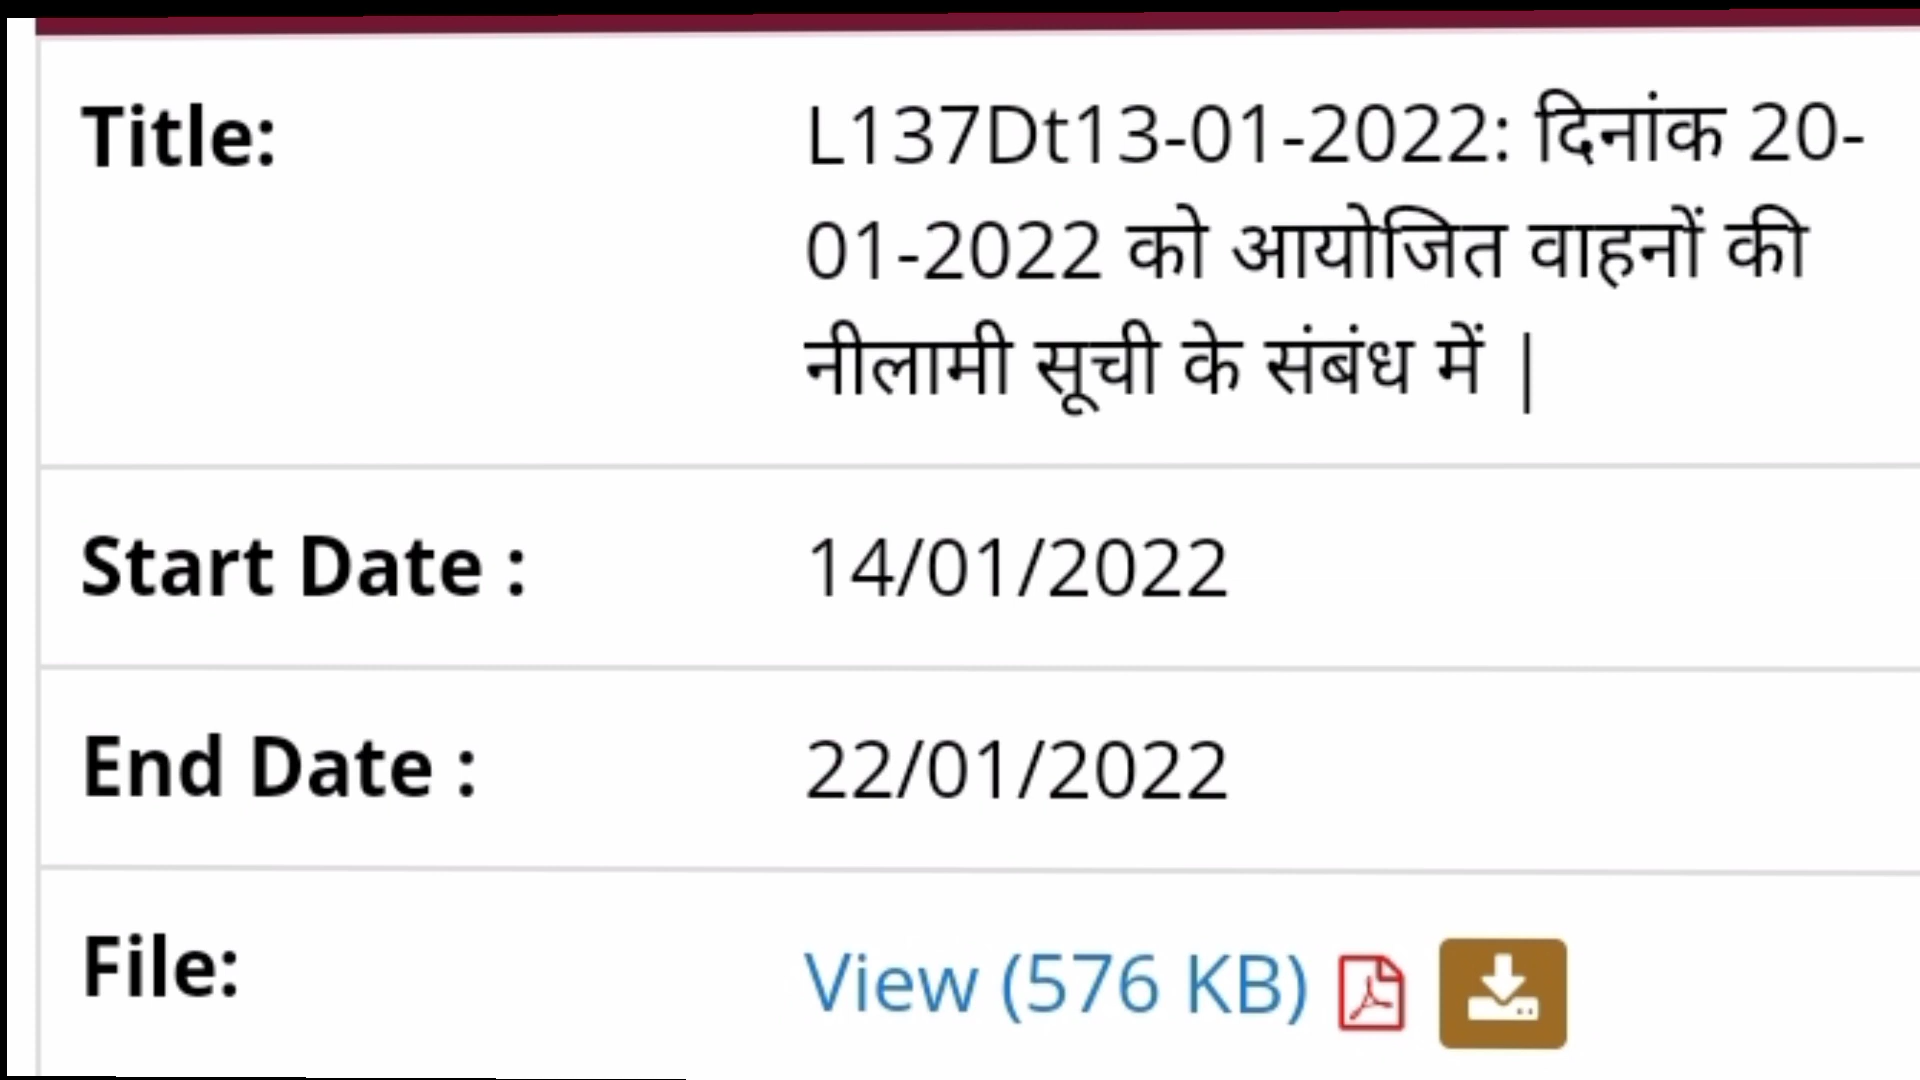 Title:
L137Dt13-01-2022: दिनांक 20-
01-2022 को आयोजित वाहनों की
नीलामी सूची के संबंध में |
Start Date :
14/01/2022
End Date :
22/01/2022
File:
View (576 KB)